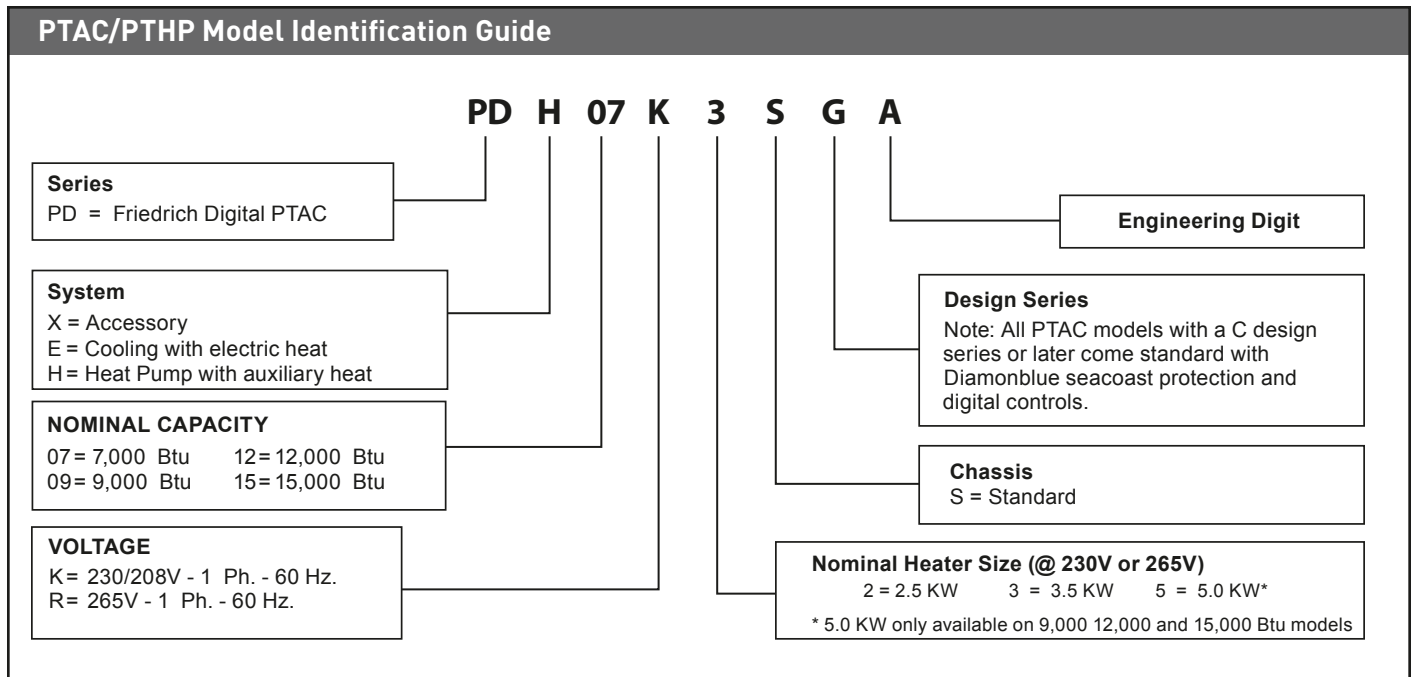 PTAC/PTHP Model Identification Guide
PD H 07 K 3 S G A
Series
PD = Friedrich Digital PTAC
System
X = Accessory
E = Cooling with electric heat
H = Heat Pump with auxiliary heat
NOMINAL CAPACITY
07 = 7,000 Btu 12 = 12,000 Btu
09 = 9,000 Btu 15 = 15,000 Btu
VOLTAGE
K = 230/208V - 1 Ph. - 60 Hz.
R = 265V - 1 Ph. - 60 Hz.
Engineering Digit
Design Series
Note: All PTAC models with a C design
series or later come standard with
Diamonblue seacoast protection and
digital controls.
Chassis
S = Standard
Nominal Heater Size (@ 230V or 265V)
2 = 2.5 KW 3 = 3.5 KW 5 = 5.0 KW*
* 5.0 KW only available on 9,000 12,000 and 15,000 Btu models